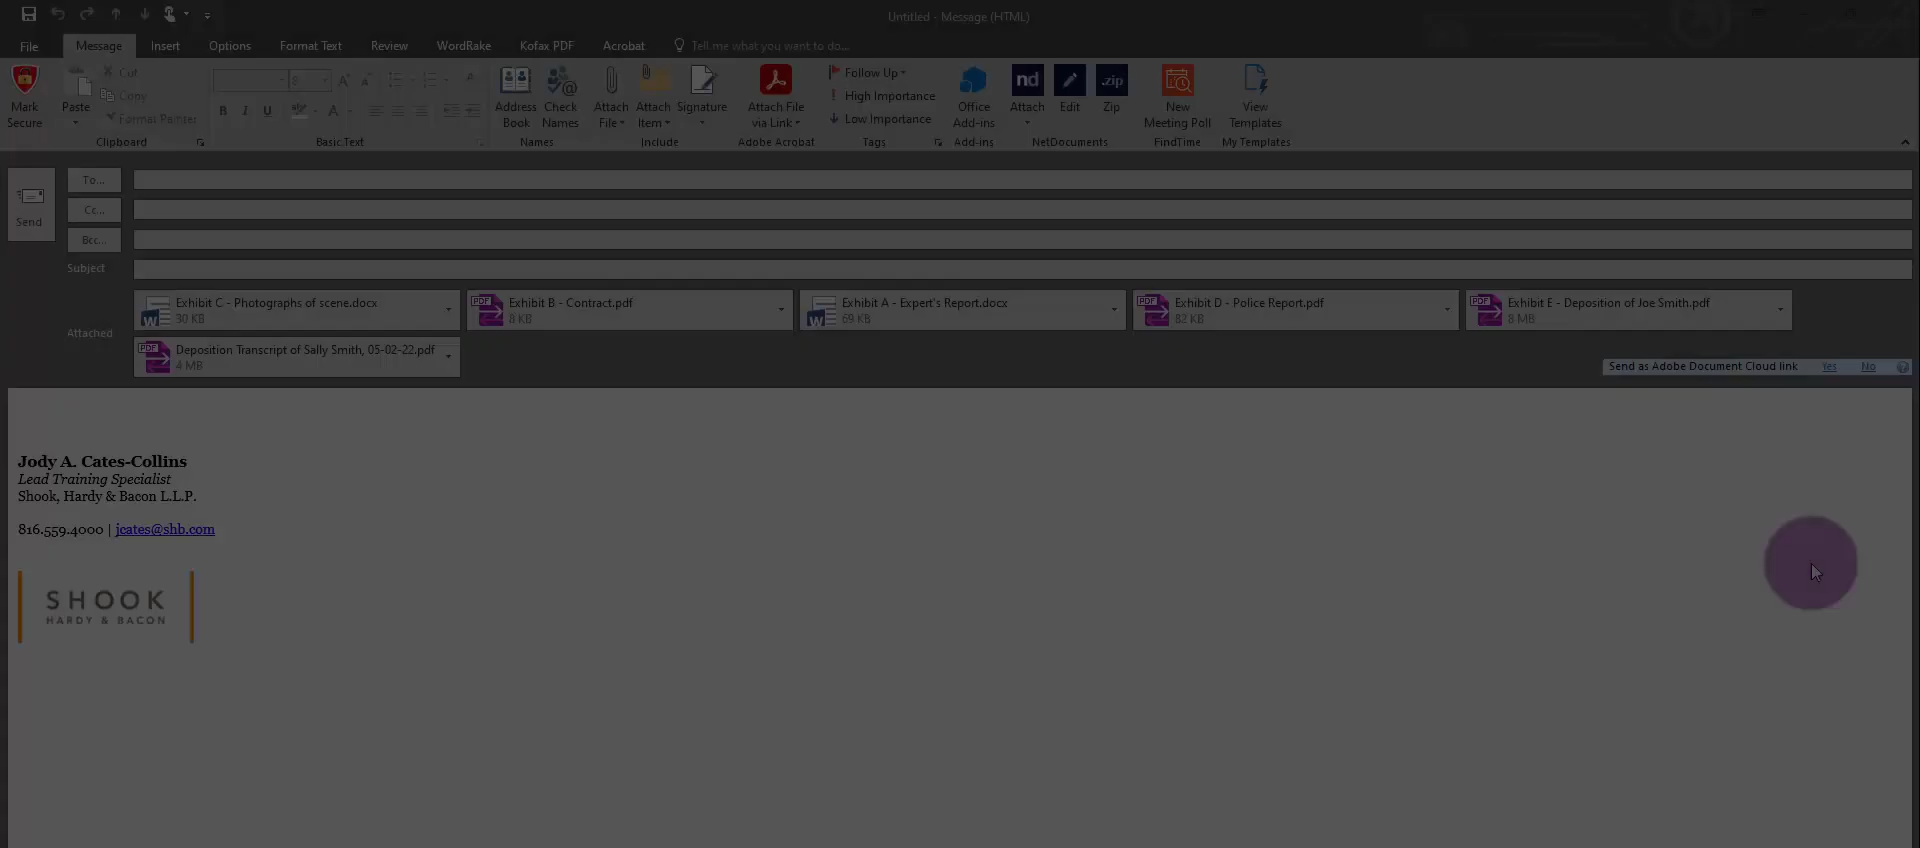 Untitled - Message (HTML)
File Message Insert Options Format Text Review WordRake Kofax PDF Acrobat Tell me what you want to do...
Mark Secure
Paste
Cut
Copy
Format Painter
Clipboard
B I U
Basic Text
Address Book
Check Names
Names
Attach File
Attach Item
Signature
Include
Attach File via Link
Adobe Acrobat
Follow Up
High Importance
Low Importance
Tags
Office Add-ins
Add-ins
nd
Attach
Edit
.zip
Zip
NetDocuments
New Meeting Poll
FindTime
View Templates
My Templates
Send
To...
Cc...
Bcc...
Subject
Attached
Exhibit C - Photographs of scene.docx
30 KB
Exhibit B - Contract.pdf
Exhibit A - Expert's Report.docx
69 KB
Exhibit D - Police Report.pdf
82 KB
Exhibit E - Deposition of Joe Smith.pdf
8 MB
Deposition Transcript of Sally Smith, 05-02-22.pdf
4 MB
Send as Adobe Document Cloud link Yes No
Jody A. Cates-Collins
Lead Training Specialist
Shook, Hardy & Bacon L.L.P.
816.559.4000 | jcates@shb.com
SHOOK
HARDY & BACON